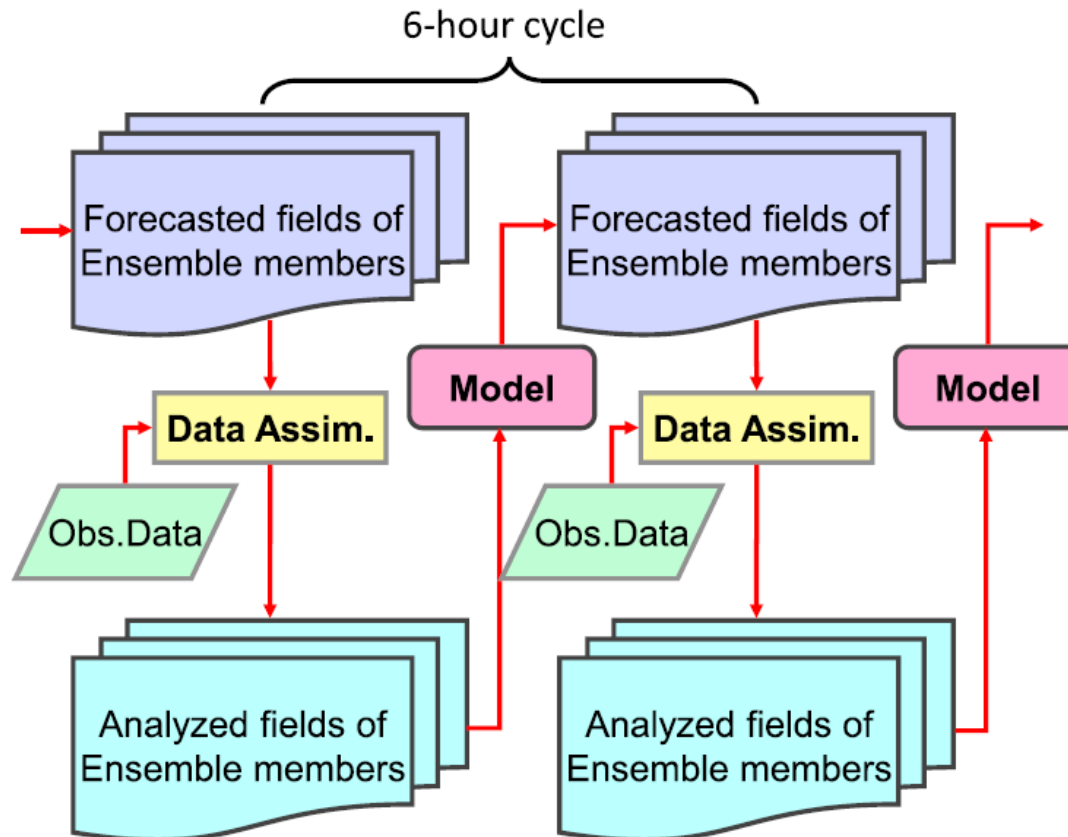 6-hour cycle
Forecasted fields of
Ensemble members
Forecasted fields of
Ensemble members
Model
Model
Data Assim.
Data Assim.
Obs.Data
Obs.Data
Analyzed fields of
Ensemble members
Analyzed fields of
Ensemble members